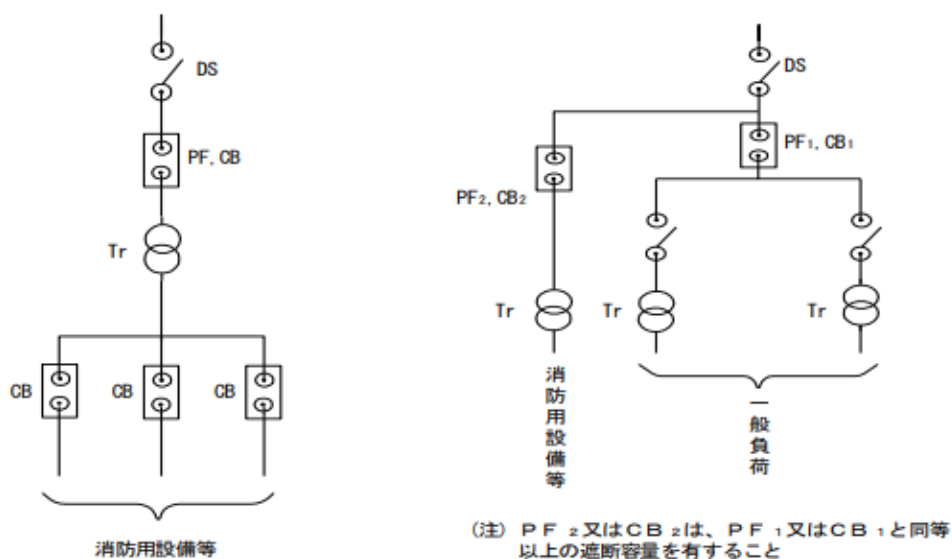 DS
PF, CB
Tr
CB
CB
CB
消防用設備等
DS
PF₁, CB₁
PF₂, CB₂
Tr
Tr
Tr
消防用設備等
一般負荷
(注) PF ₂又はCB ₂は、PF ₁又はCB ₁と同等
以上の遮断容量を有すること